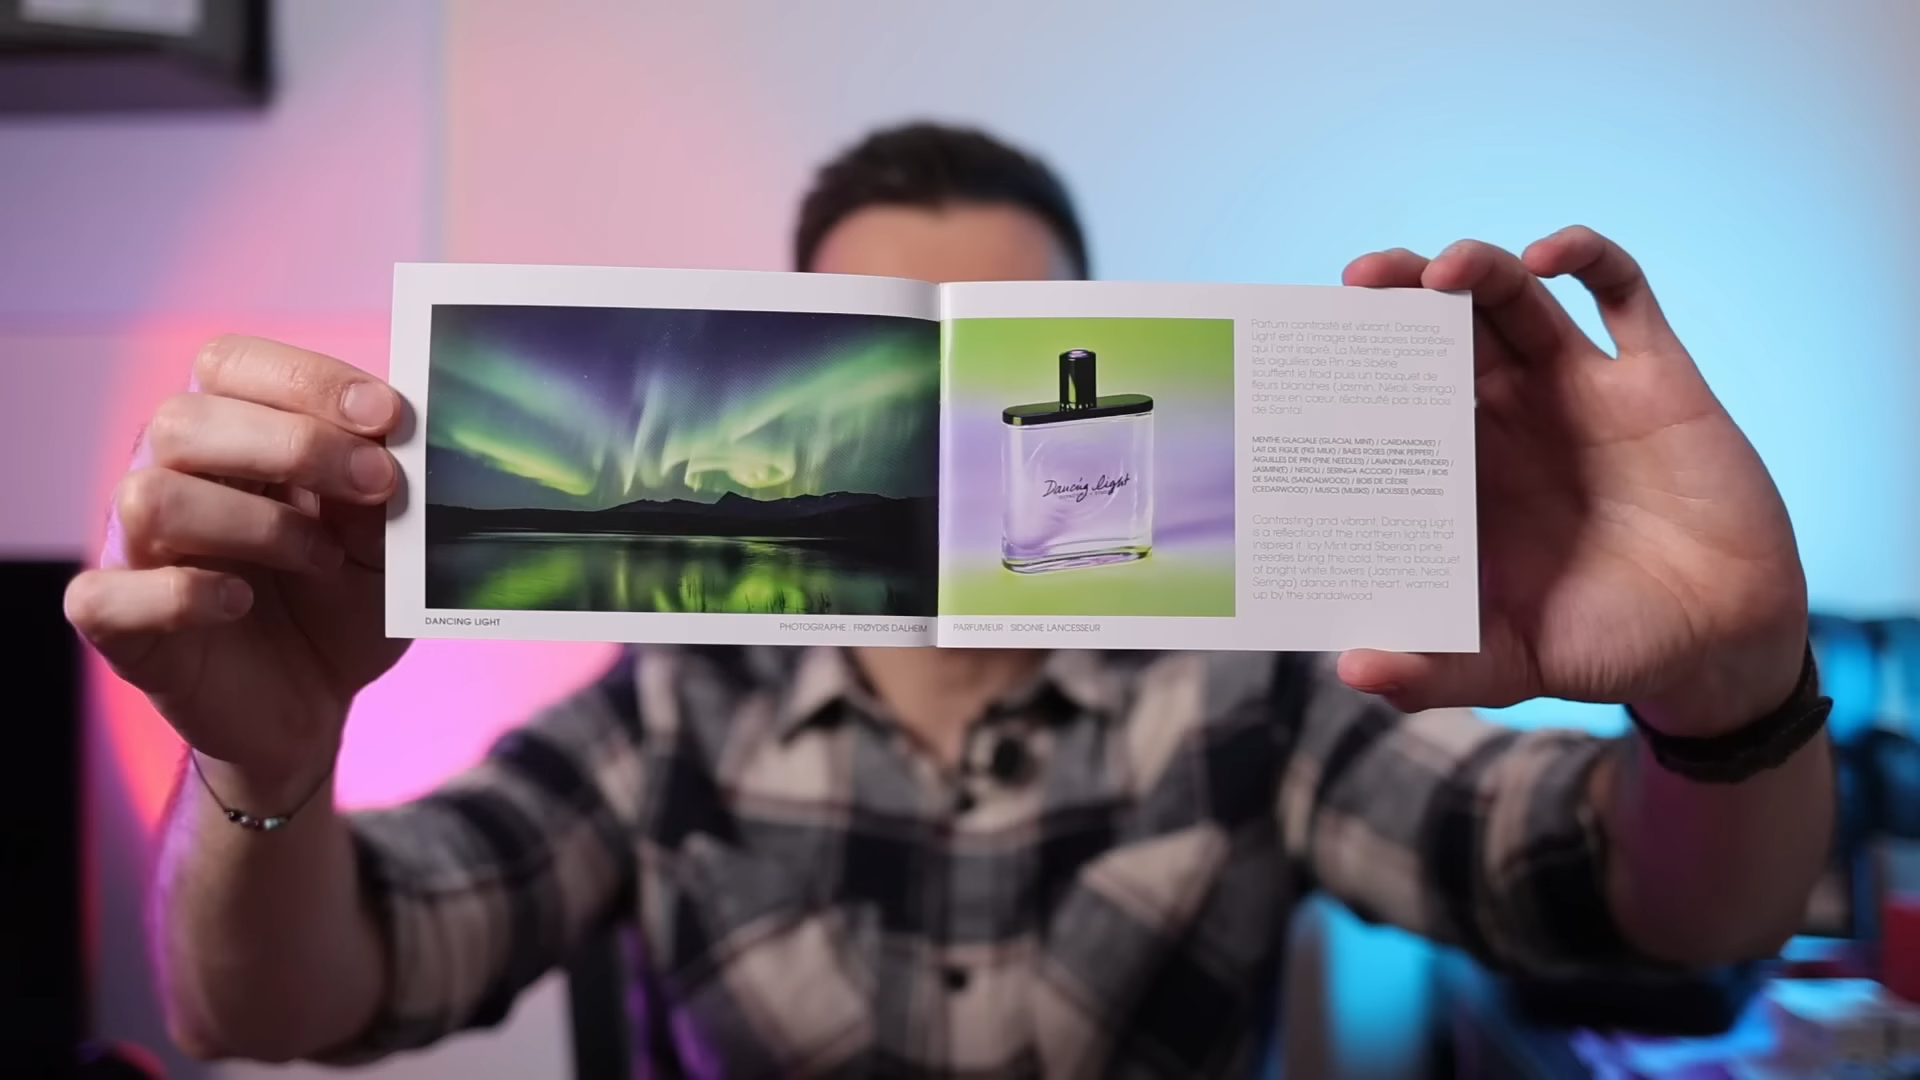 DANCING LIGHT
PHOTOGRAPHE : FRØYDIS DALHEIM
Dancing light
PARFUMEUR : SIDONIE LANCESSEUR
Parfum contrasté et vibrant, Dancing
Light est à l'image des aurores boréales
qui l'ont inspiré. La Menthe glaciale et
les aiguilles de Pin de Sibérie
soufflent le froid puis un bouquet de
fleurs blanches (Jasmin, Néroli, Seringa)
danse en cœur, réchauffé par du bois
de Santal
MENTHE GLACIALE (GLACIAL MINT) / CARDAMOM(E) /
LAIT DE FIGUE (FIG MILK) / BAIES ROSES (PINK PEPPER) /
AIGUILLES DE PIN (PINE NEEDLES) / LAVANDIN (LAVENDER) /
JASMIN(E) / NEROLI / SERINGA ACCORD / FREESIA / BOIS
DE SANTAL (SANDALWOOD) / BOIS DE CÈDRE
(CEDARWOOD) / MUSCS (MUSKS) / MOUSSES (MOSSES)
Contrasting and vibrant, Dancing Light
is a reflection of the northern lights that
inspired it. Icy Mint and Siberian pine
needles bring the cold, then a bouquet
of bright white flowers (Jasmine, Neroli,
Seringa) dance in the heart, warmed
up by the sandalwood